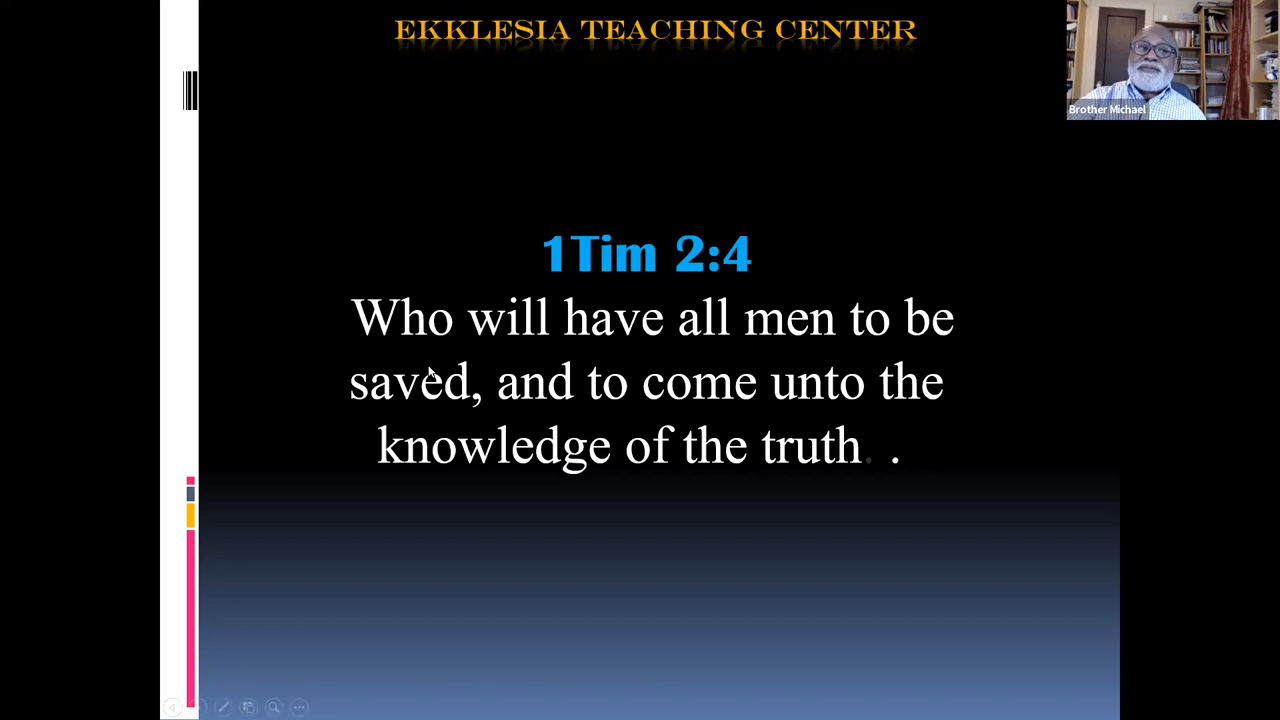 EKKLESIA TEACHING CENTER
Brother Michael
1Tim 2:4
Who will have all men to be
saved, and to come unto the
knowledge of the truth. .